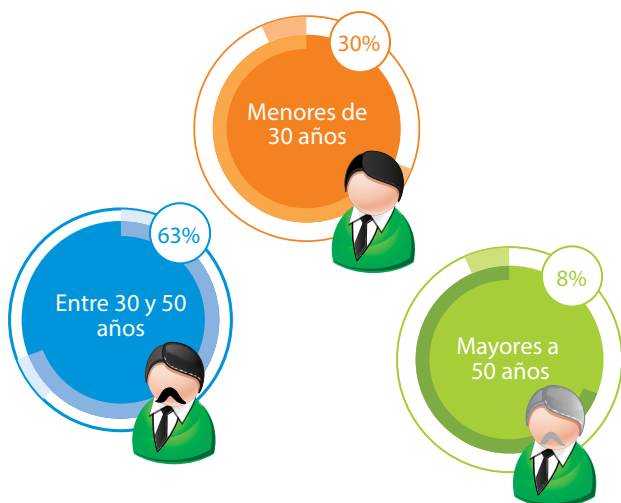 30%
Menores de
30 años
63%
Entre 30 y 50
años
8%
Mayores a
50 años